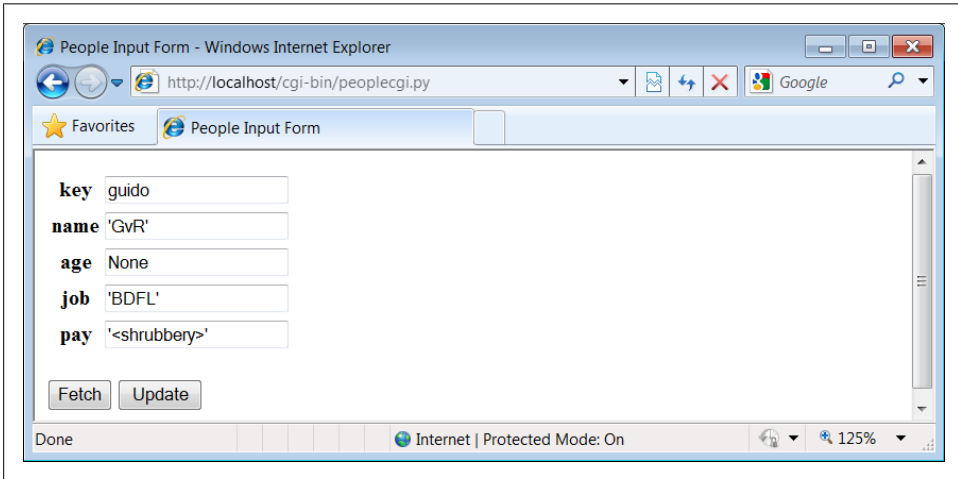 People Input Form - Windows Internet Explorer
http://localhost/cgi-bin/peoplecgi.py
Google
Favorites
People Input Form
key guido
name 'GvR'
age None
job 'BDFL'
pay '<shrubbery>'
Fetch Update
Done
Internet | Protected Mode: On
125%